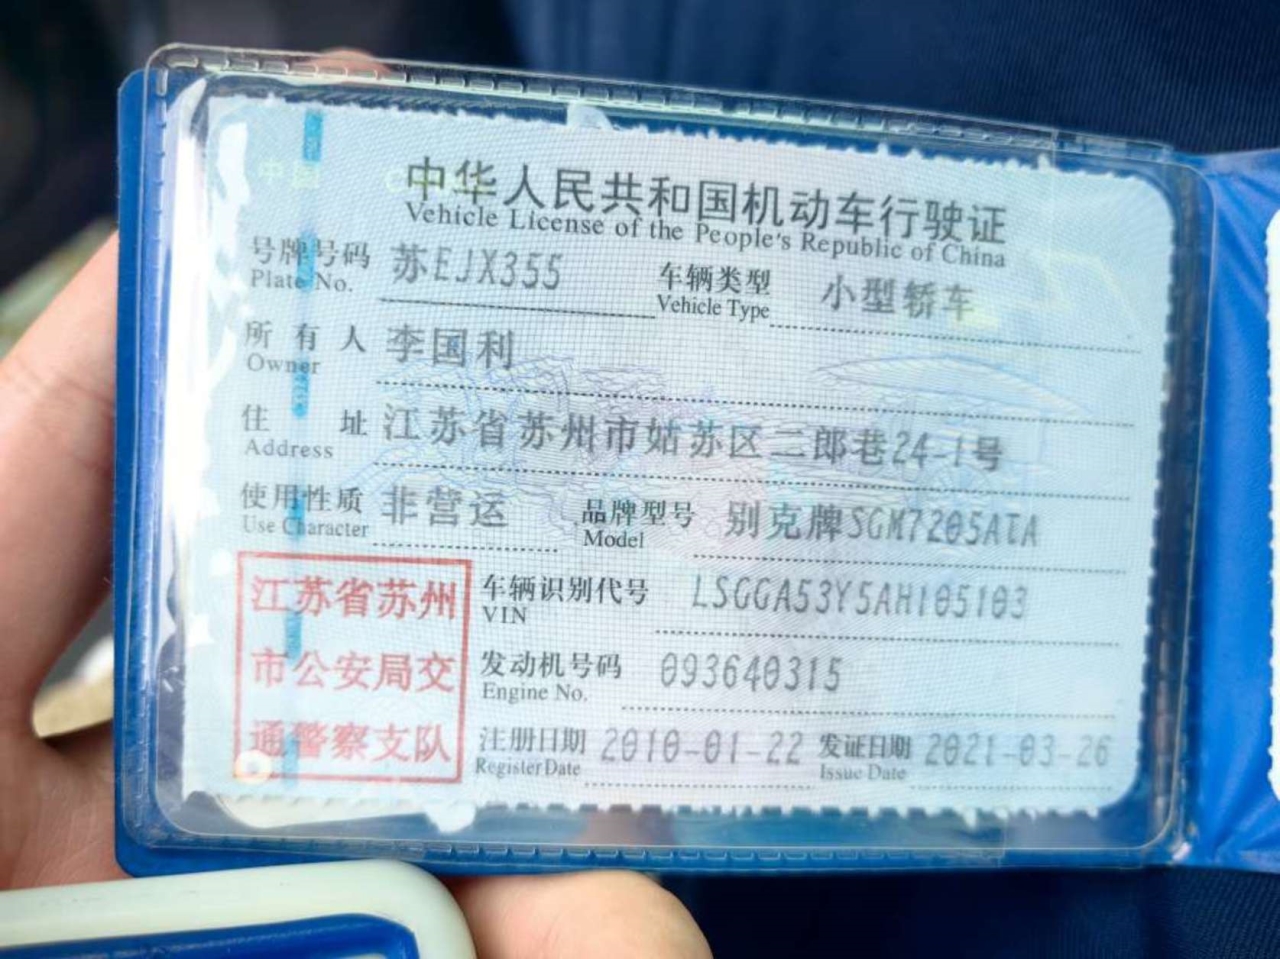 中华人民共和国机动车行驶证
Vehicle License of the People's Republic of China
号牌号码 苏EJX355 车辆类型 小型轿车
Plate No. Vehicle Type
所有人 李国利
Owner
住址 江苏省苏州市姑苏区三郎巷24-1号
Address
使用性质 非营运 品牌型号 别克牌SGM7205ATA
Use Character Model
江苏省苏州
市公安局交
通警察支队
车辆识别代号 LSGGA53Y5AH105103
VIN
发动机号码 093640315
Engine No.
注册日期 2010-01-22 发证日期 2021-03-26
Register Date Issue Date